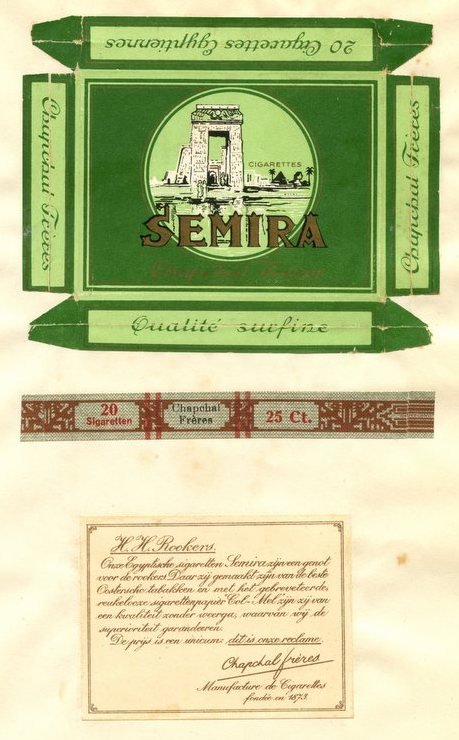 20 Cigarettes Egyptiennes
Chapchal Frères
CIGARETTES
SEMIRA
Chapchal Frères
Chapchal Frères
Qualité surfine
20
Sigaretten
Chapchal
Frères
25 Ct.
H.H. Rookers.
Onze Egyptische sigaretten Semira zijn een genot
voor de rookers. Daar zij gemaakt zijn van de beste
Oostersche tabakken en met het gebreveteerde,
reukelooze sigarettenpapier "Col-Mel", zijn zij van
een kwaliteit zonder weerga, waarvan wij de
superioriteit garandeeren.
De prijs is een unicum: dit is onze reclame.
Chapchal frères
Manufacture de Cigarettes
fondée en 1873.